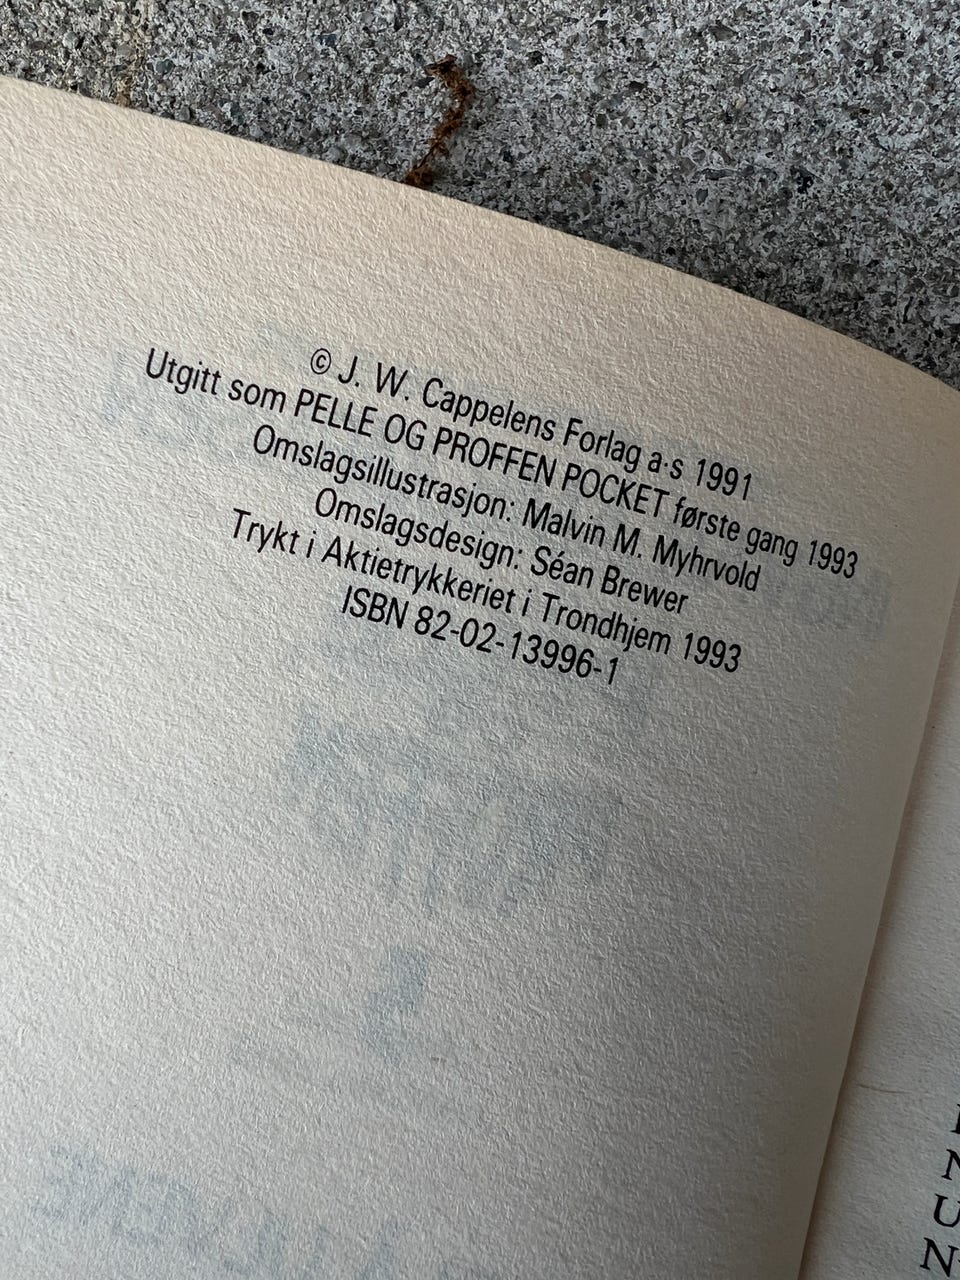 © J. W. Cappelens Forlag a·s 1991
Utgitt som PELLE OG PROFFEN POCKET første gang 1993
Omslagsillustrasjon: Malvin M. Myhrvold
Omslagsdesign: Séan Brewer
Trykt i Aktietrykkeriet i Trondhjem 1993
ISBN 82-02-13996-1